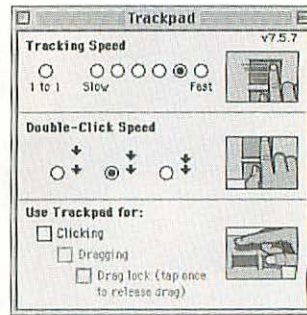 Trackpad
v7.5.7
Tracking Speed
1 to 1 Slow Fast
Double-Click Speed
Use Trackpad for:
Clicking
Dragging
Drag lock (tap once
to release drag)